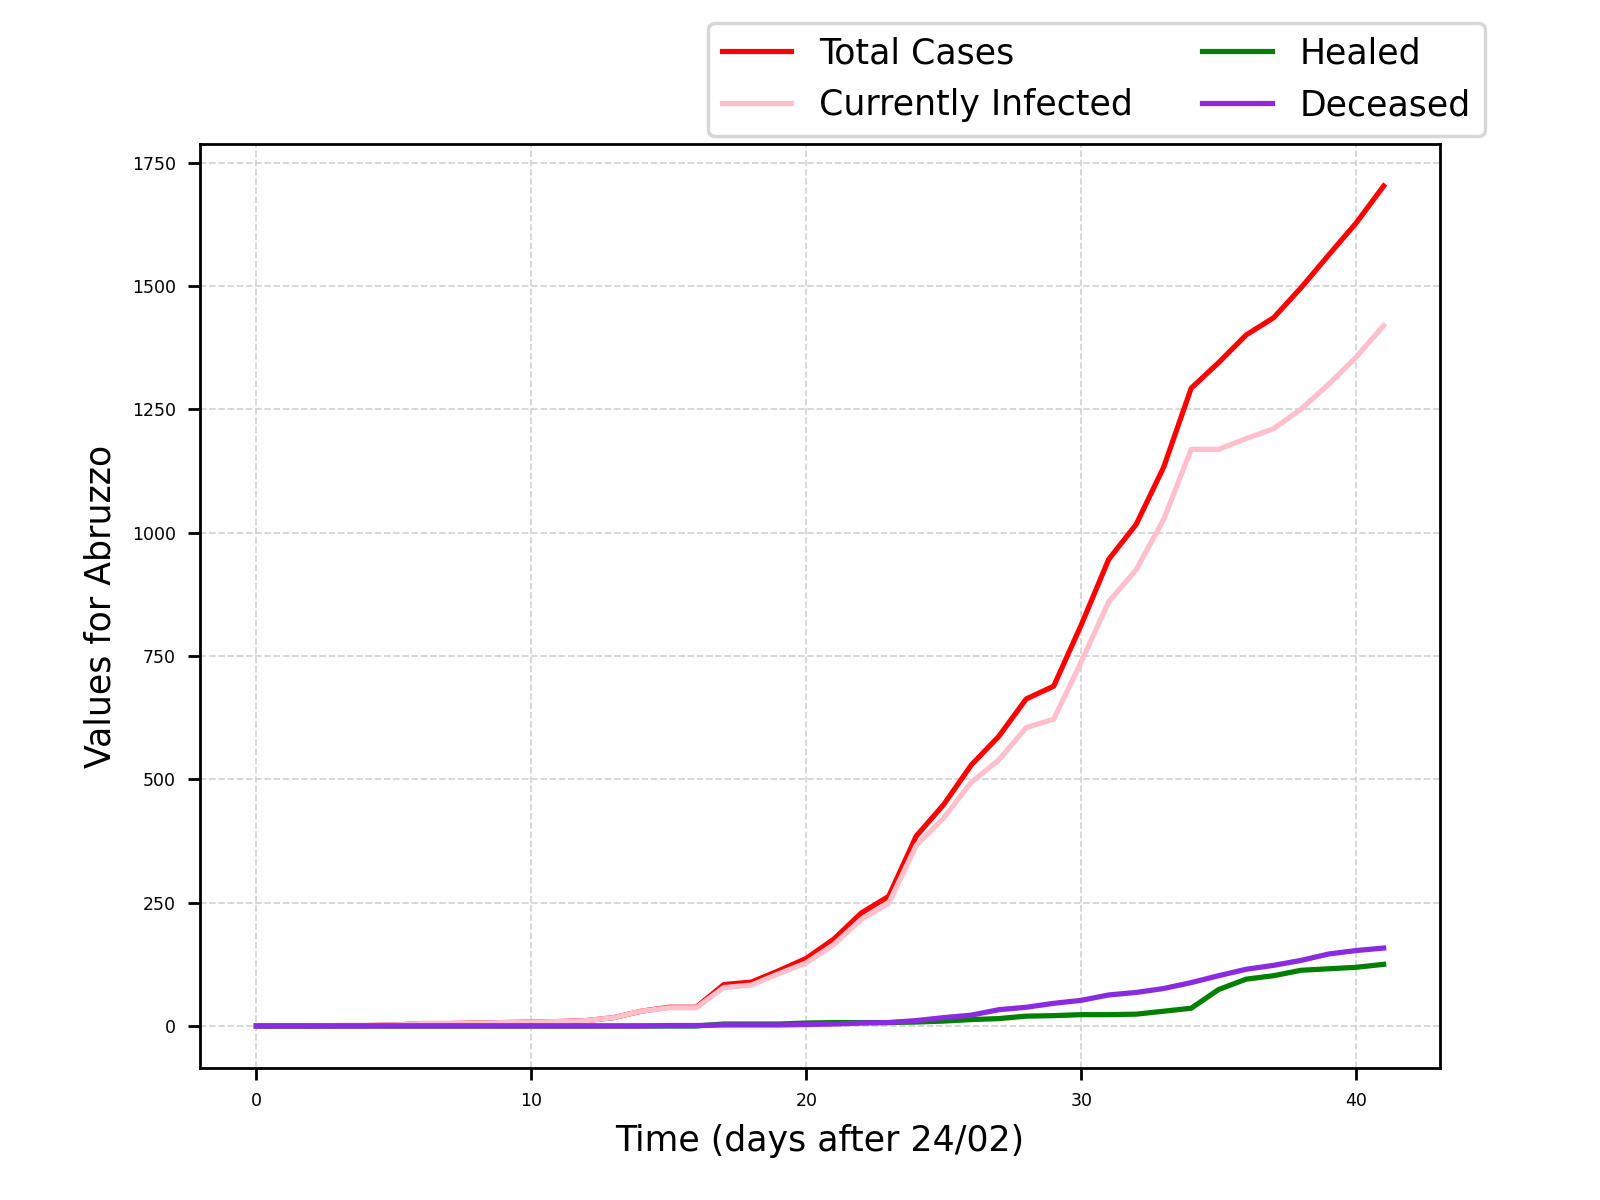 Total Cases
Currently Infected
Healed
Deceased
1750
1500
1250
1000
750
500
250
0
Values for Abruzzo
0 10 20 30 40
Time (days after 24/02)